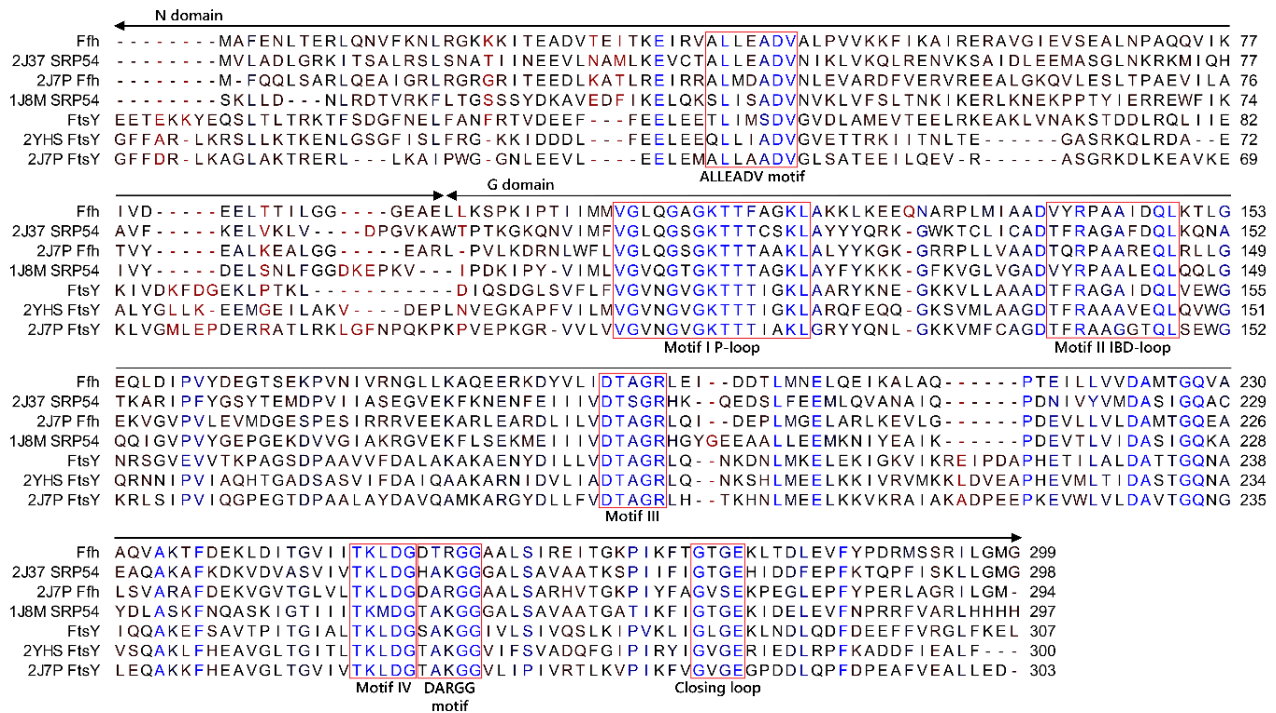 N domain
Ffh - - - - - - - MAFENLTERLQNVFKNLRGKKKITEADVTEITKEIRVALLEADVALPVVKKFIKAIRERAVGIEVSEALNPAQQVIK 77
2J37 SRP54 - - - - - - - MVLADLGRKITSALRSLSNATIINEEVLNAMLKEVCTALLEADVNIKLVKQLRENVKSAIDLEEMASGLNKRKMIQH 77
2J7P Ffh - - - - - - - M-FQQLSARLQEAIGRLRGRGRITEEDLKATLREIRRALMDADVNLEVARDFVERVREEALGKQVLESLTPAEVILA 76
1J8M SRP54 - - - - - - - SKLLD- -NLRDTVRKFLTGSSSYDKAVEDFIKELQKSLISADVNVKLVFSLTNKIKERLKNEKPPTYIERREWFIK 74
FtsY EETEKKYEQSLTLTRKTFSDGFNELFANFRTVDEEF- - -FEELEETLIMSDVGVDLAMEVTEELRKEAKLVNAKSTDDLRQLIIE 82
2YHS FtsY GFFAR-LKRSLLKTKENLGSGFISLFRG-KKIDDDL- - -FEELEEQLLIADVGVETTRKIITNLTE- - - - -GASRKQLRDA--E 72
2J7P FtsY GFFDR-LKAGLAKTRERL- - -LKAIPWG-GNLEEVL- - -EELEMALLAADVGLSATEEILQEV-R- - - - -ASGRKDLKEAVKE 69
ALLEADV motif
G domain
Ffh IVD- - - - -EELTTILGG- - - -GEAELLKSPKIPTIIMMVGLQGAGKTTFAGKLAKKLKEEQNARPLMIAADVYRPAAIDQLKTLG 153
2J37 SRP54 AVF- - - - -KELVKLV- - - -DPGVKAWTPTKGKQNVIMFVGLQGSGKTTTCSKLAYYYQRK-GWKTCLICADTFRAGAFDQLKQNA 152
2J7P Ffh TVY- - - - -EALKEALGG- - - -EARL-PVLKDRNLWFLVGLQGSGKTTTAAKLALYYKGK-GRRPLLVAADTQRPAAREQLRLLG 149
1J8M SRP54 IVY- - - - -DELSNLFGGDKEPKV- - -IPDKIPY-VIMLVGVQGTGKTTTAGKLAYFYKKK-GFKVGLVGADVYRPAALEQLQQLG 149
FtsY KIVDKFDGEKLPTKL- - - - - - - -DIQSDGLSVFLFVGVNGVGKTTTIGKLAARYKNE-GKKVLLAAADTFRAGAIDQLVEWG 155
2YHS FtsY ALYGLLK-EEMGEILAKV- - -DEPLNVEGKAPFVILMVGVNGVGKTTTIGKLARQFEQQ-GKSVMLAAGDTFRAAAVEQLQVWG 151
2J7P FtsY KLVGMLEPDERRATLRKLGFNPQKPKPVEPKGR-VVLVVGVNGVGKTTTIAKLGRYYQNL-GKKVMFCAGDTFRAAGGTQLSEWG 152
Motif I P-loop
Motif II IBD-loop
Ffh EQLDIPVYDEGTSEKPVNIVRNGLLKAQEERKDYVLIDTAGRLEI- -DDTLMNELQEIKALAQ- - - - - -PTEILLVVDAMTGQVA 230
2J37 SRP54 TKARIPFYGSYTEMDPVIIASEGVEKFKNENFEIIIVDTSGRHK- -QEDSLFEEMLQVANAIQ- - - - - -PDNIVYVMDASIGQAC 229
2J7P Ffh EKVGVPVLEVMDGESPESIRRRVEEKARLEARDLILVDTAGRLQI- -DEPLMGELARLKEVLG- - - - - -PDEVLLVLDAMTGQEA 226
1J8M SRP54 QQIGVPVYGEPGEKDVVGIAKRGVEKFLSEKMEIIIVDTAGRHGYGEEAALLEEMKNIYEAIK- - - - - -PDEVTLVIDASIGQKA 228
FtsY NRSGVEVVTKPAGSDPAAVVFDALAKAKAENYDILLVDTAGRLQ- -NKDNLMKELEKIGKVIKREIPDAPHETILALDATTGQNA 238
2YHS FtsY QRNNIPVIAQHTGADSASVIFDAIQAAKARNIDVLIADTAGRLQ- -NKSHLMEELKKIVRVMKKLDVEAPHEVMLTIDASTGQNA 234
2J7P FtsY KRLSIPVIQGPEGTDPAALAYDAVQAMKARGYDLLFVDTAGRLH- -TKHNLMEELKKVKRAIAKADPEEPKEVWLVLDAVTGQNG 235
Motif III
Ffh AQVAKTFDEKLDITGVIITKLDGDTRGGAALSIREITGKPIKFTGTGEKLTDLEVFYPDRMSSRILGMG 299
2J37 SRP54 EAQAKAFKDKVDVASVIVTKLDGHAKGGGALSAVAATKSPIIFIGTGEHIDDFEPFKTQPFISKLLGMG 298
2J7P Ffh LSVARAFDEKVGVTGLVLTKLDGDARGGAALSARHVTGKPIYFAGVSEKPEGLEPFYPERLAGRILGM- 294
1J8M SRP54 YDLASKFNQASKIGTIIITKMDGTAKGGGALSAVAATGATIKFIGTGEKIDELEVFNPRRFVARLHHHH 297
FtsY IQQAKEFSAVTPITGIALTKLDGSAKGGIVLSIVQSLKIPVKLIGLGEKLNDLQDFDEEFFVRGLFKEL 307
2YHS FtsY VSQAKLFHEAVGLTGITLTKLDGTAKGGVIFSVADQFGIPIRYIGVGERIEDLRPFKADDFIEALF- - 300
2J7P FtsY LEQAKKFHEAVGLTGVIVTKLDGTAKGGVLIPIVRTLKVPIKFVGVGEGPDDLQPFDPEAFVEALLED- 303
Motif IV
DARGG
motif
Closing loop